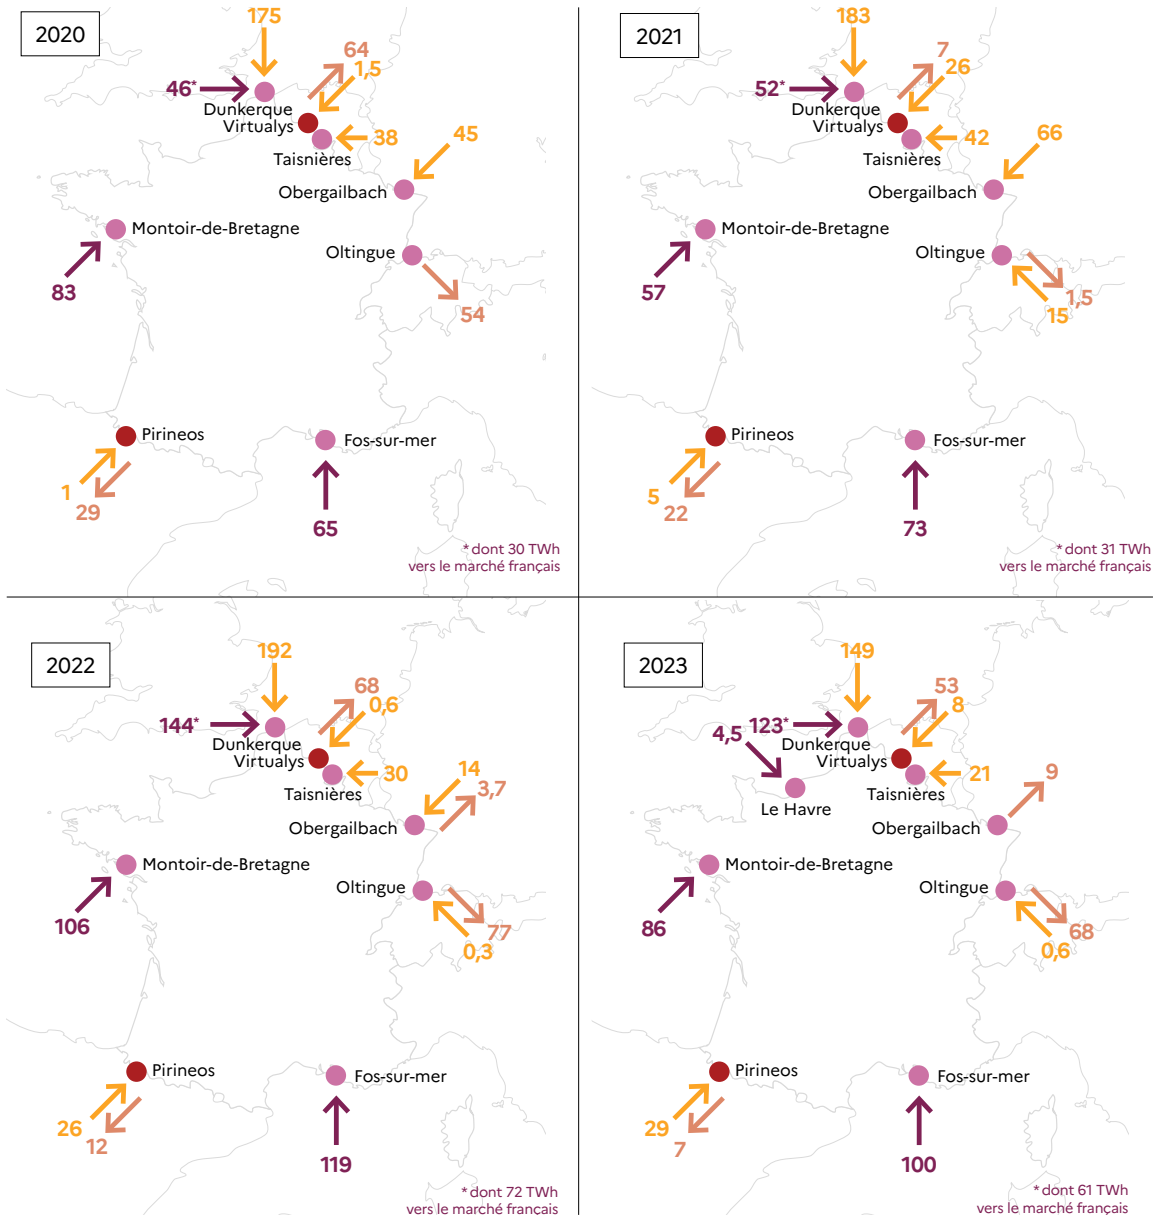 2020
175
64
1,5
46*
Dunkerque
Virtualys
38
45
Taisnières
Obergailbach
Montoir-de-Bretagne
Oltingue
83
54
Pirineos
Fos-sur-mer
1
29
65
* dont 30 TWh
vers le marché français
2021
183
7
26
52*
Dunkerque
Virtualys
42
66
Taisnières
Obergailbach
Montoir-de-Bretagne
Oltingue
57
1,5
15
Pirineos
Fos-sur-mer
5
22
73
* dont 31 TWh
vers le marché français
2022
192
68
0,6
144*
Dunkerque
Virtualys
30
14
3,7
Taisnières
Obergailbach
Montoir-de-Bretagne
Oltingue
106
77
0,3
Pirineos
Fos-sur-mer
26
12
119
* dont 72 TWh
vers le marché français
2023
149
53
8
4,5
123*
Dunkerque
Virtualys
21
9
Taisnières
Le Havre
Obergailbach
Montoir-de-Bretagne
Oltingue
86
68
0,6
Pirineos
Fos-sur-mer
29
7
100
* dont 61 TWh
vers le marché français